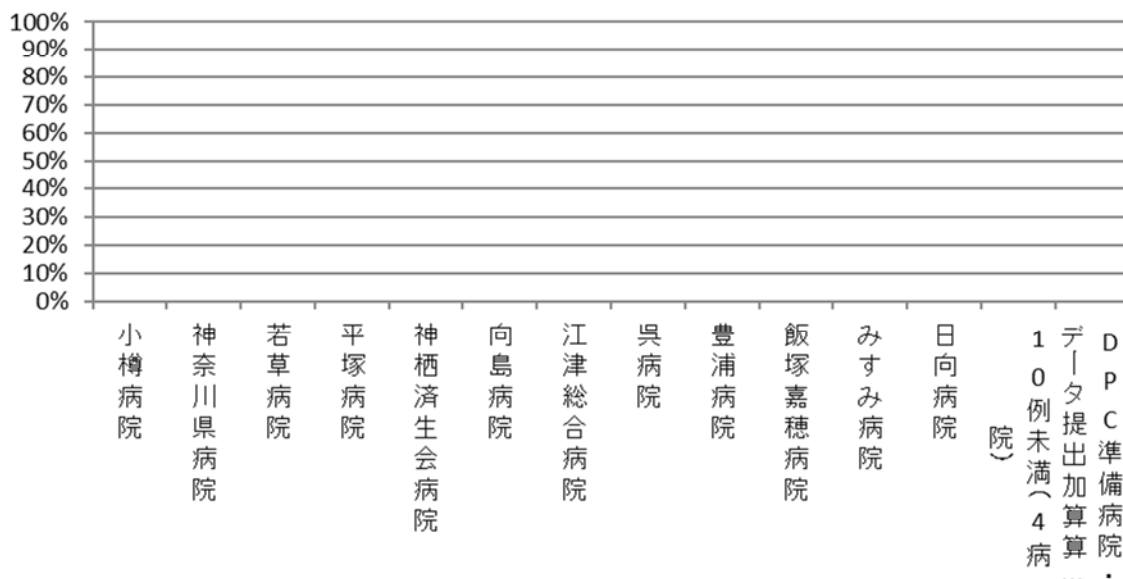 100%
90%
80%
70%
60%
50%
40%
30%
20%
10%
0%
小樽病院
神奈川県病院
若草病院
平塚病院
神栖済生会病院
向島病院
江津総合病院
呉病院
豊浦病院
飯塚嘉穂病院
みすみ病院
日向病院
10例未満(4病
院)
DPC準備病院・
データ提出加算算…